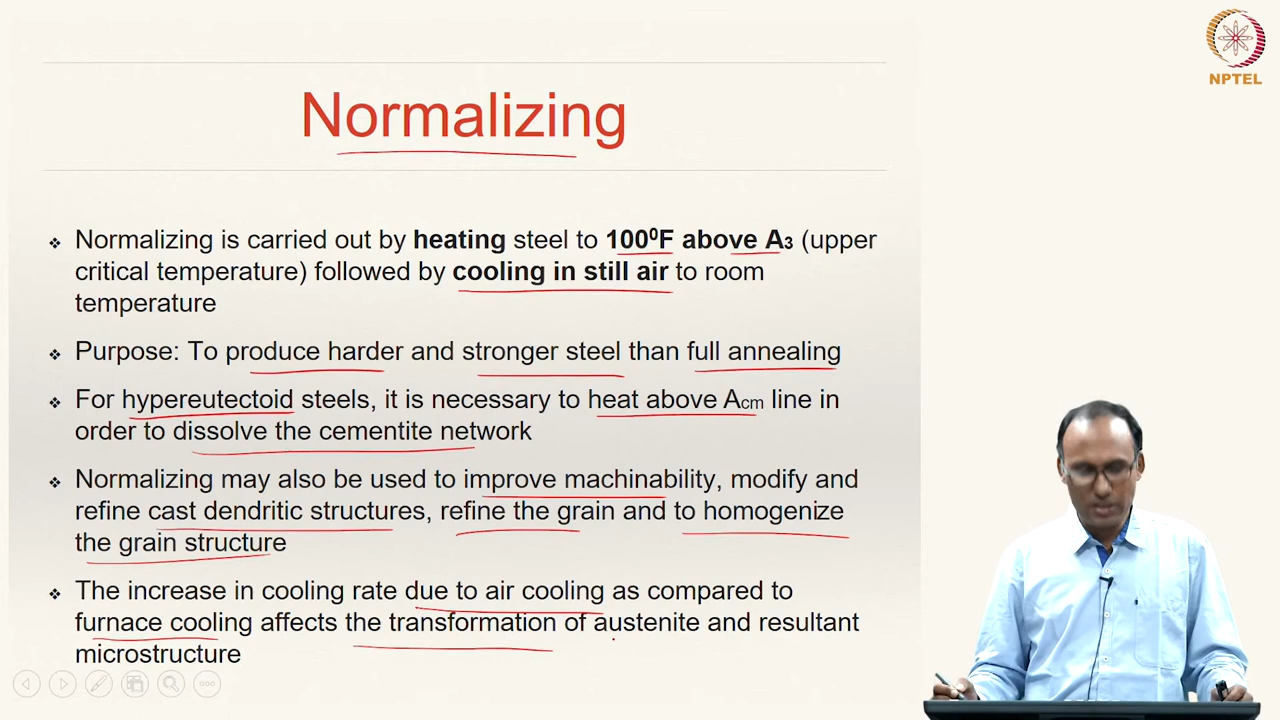 NPTEL
Normalizing
❖ Normalizing is carried out by heating steel to 100⁰F above A₃ (upper
critical temperature) followed by cooling in still air to room
temperature
❖ Purpose: To produce harder and stronger steel than full annealing
❖ For hypereutectoid steels, it is necessary to heat above Acm line in
order to dissolve the cementite network
❖ Normalizing may also be used to improve machinability, modify and
refine cast dendritic structures, refine the grain and to homogenize
the grain structure
❖ The increase in cooling rate due to air cooling as compared to
furnace cooling affects the transformation of austenite and resultant
microstructure